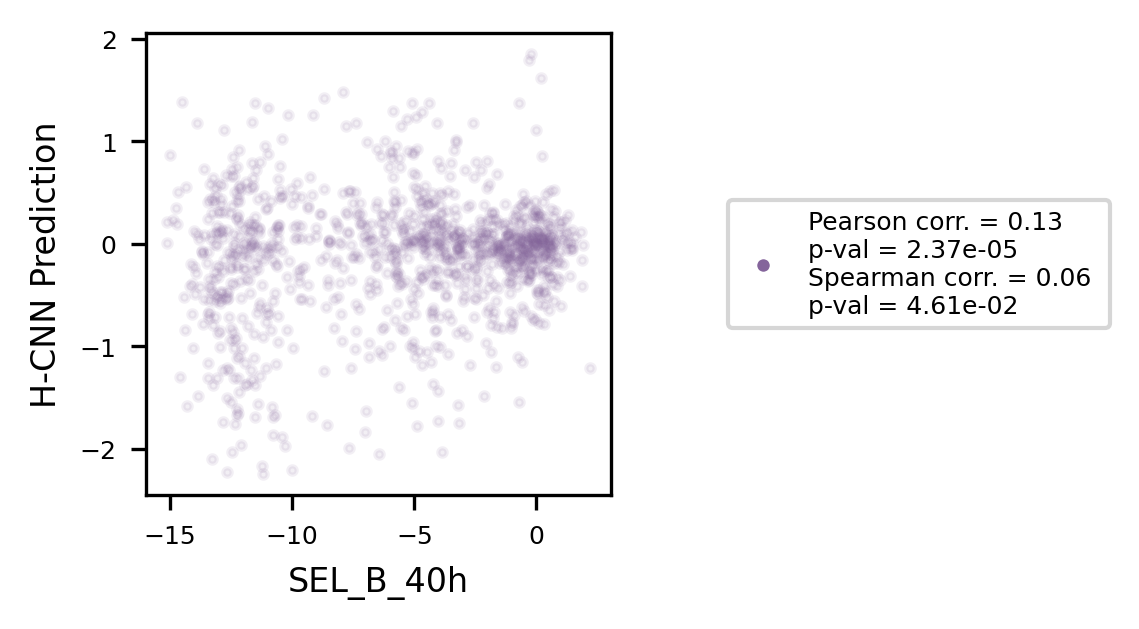 2
1
0
−1
−2
H-CNN Prediction
−15
−10
−5
0
SEL_B_40h
Pearson corr. = 0.13
p-val = 2.37e-05
Spearman corr. = 0.06
p-val = 4.61e-02